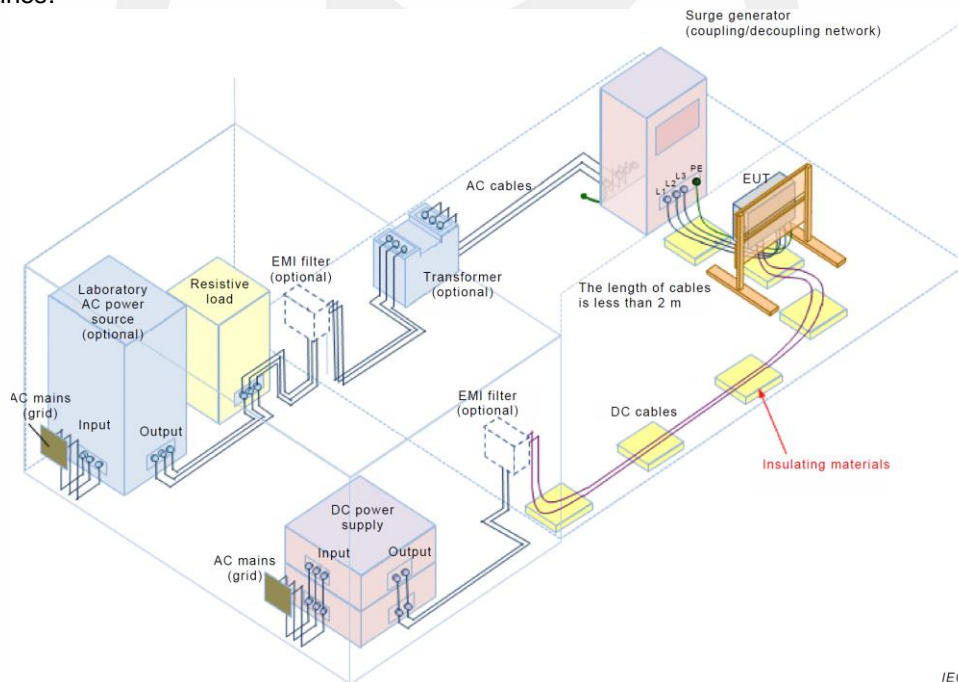 Surge generator
(coupling/decoupling network)
L1
L2
L3
PE
EUT
AC cables
EMI filter
(optional)
Transformer
(optional)
The length of cables
is less than 2 m
Laboratory
AC power
source
(optional)
Resistive
load
AC mains
(grid)
Input
Output
EMI filter
(optional)
DC cables
Insulating materials
DC power
supply
Input
Output
AC mains
(grid)